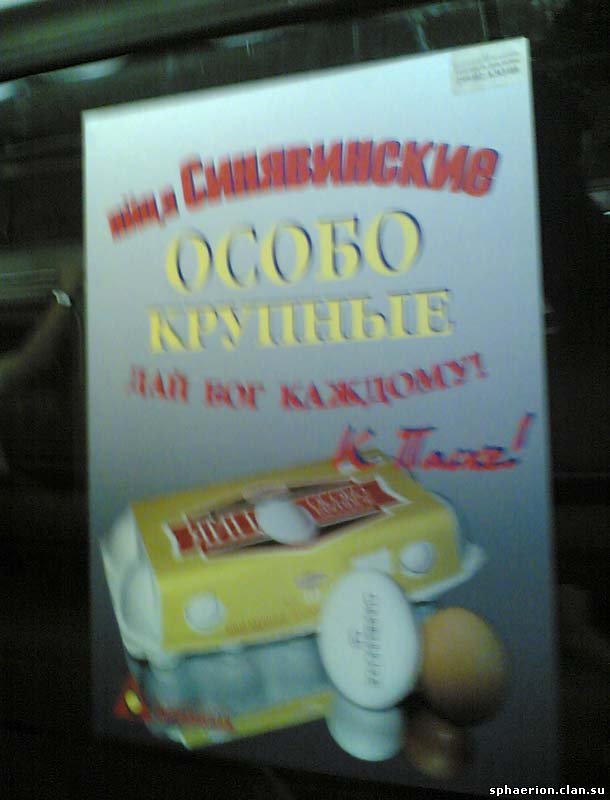 яйца Синявинские
ОСОБО
КРУПНЫЕ
ДАЙ БОГ КАЖДОМУ!
К Пасхе!
sphaerion.clan.su